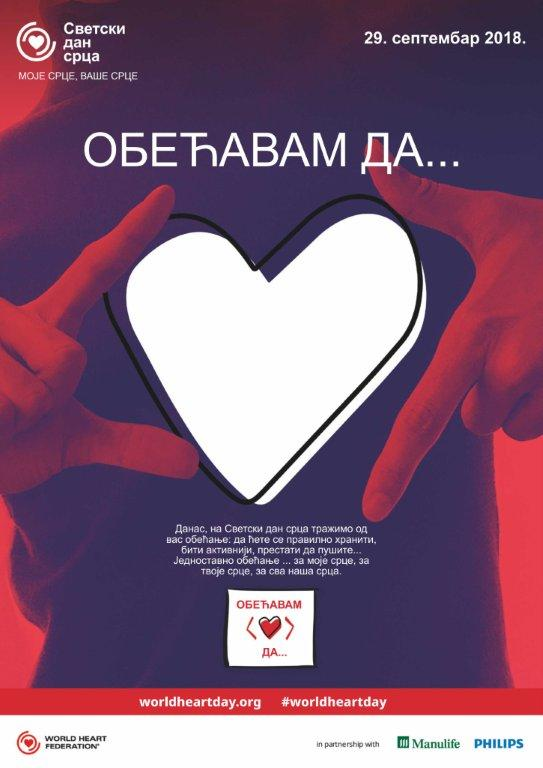 Светски
дан
срца
МОЈЕ СРЦЕ, ВАШЕ СРЦЕ
29. септембар 2018.
ОБЕЋАВАМ ДА...
Данас, на Светски дан срца тражимо од
вас обећање: да ћете се правилно хранити,
бити активнији, престати да пушите...
Једноставно обећање ... за моје срце, за
твоје срце, за сва наша срца.
ОБЕЋАВАМ
ДА...
worldheartday.org #worldheartday
WORLD HEART
FEDERATION®
in partnership with Manulife PHILIPS